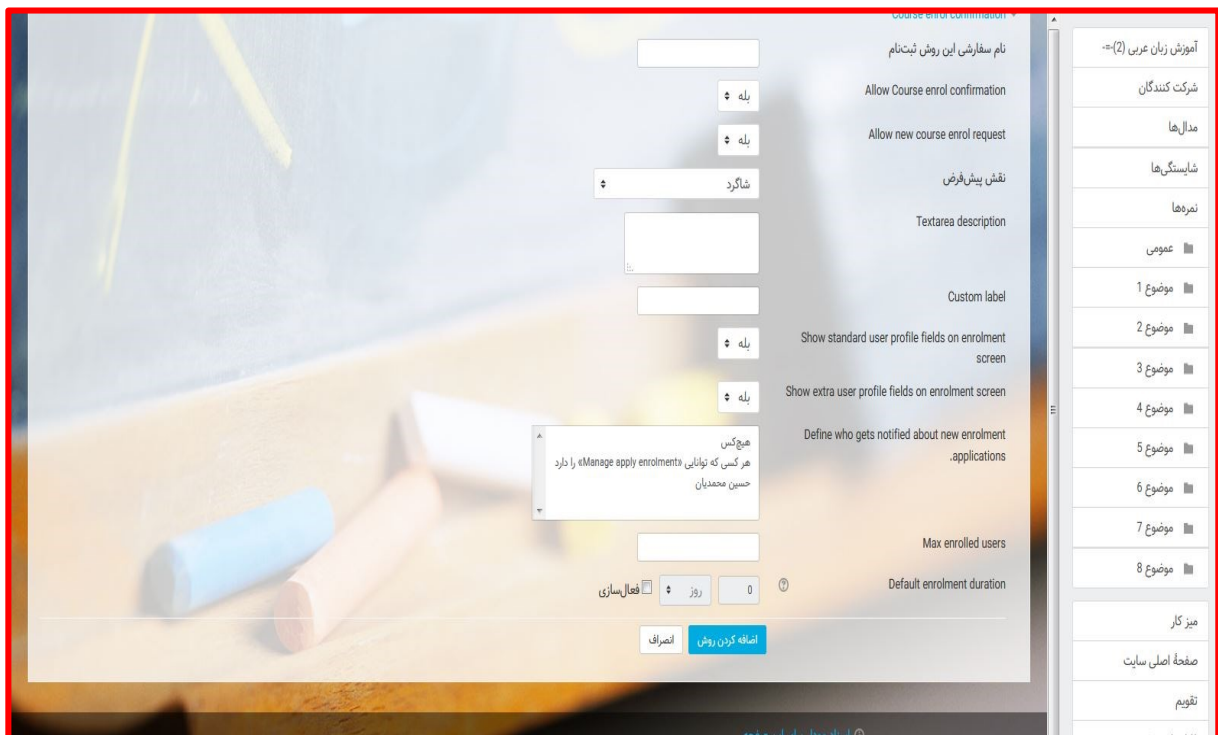 Course enrol confirmation
نام سفارشی این روش ثبت‌نام
Allow Course enrol confirmation
بله
Allow new course enrol request
بله
نقش پیش‌فرض
شاگرد
Textarea description
Custom label
Show standard user profile fields on enrolment
screen
بله
Show extra user profile fields on enrolment screen
بله
Define who gets notified about new enrolment
.applications
هیچ‌کس
هر کسی که توانایی «Manage apply enrolment» را دارد
حسین محمدیان
Max enrolled users
Default enrolment duration
0 روز فعال‌سازی
اضافه کردن روش انصراف
آموزش زبان عربی (2)-=-
شرکت کنندگان
مدال‌ها
شایستگی‌ها
نمره‌ها
عمومی
موضوع 1
موضوع 2
موضوع 3
موضوع 4
موضوع 5
موضوع 6
موضوع 7
موضوع 8
میز کار
صفحهٔ اصلی سایت
تقویم